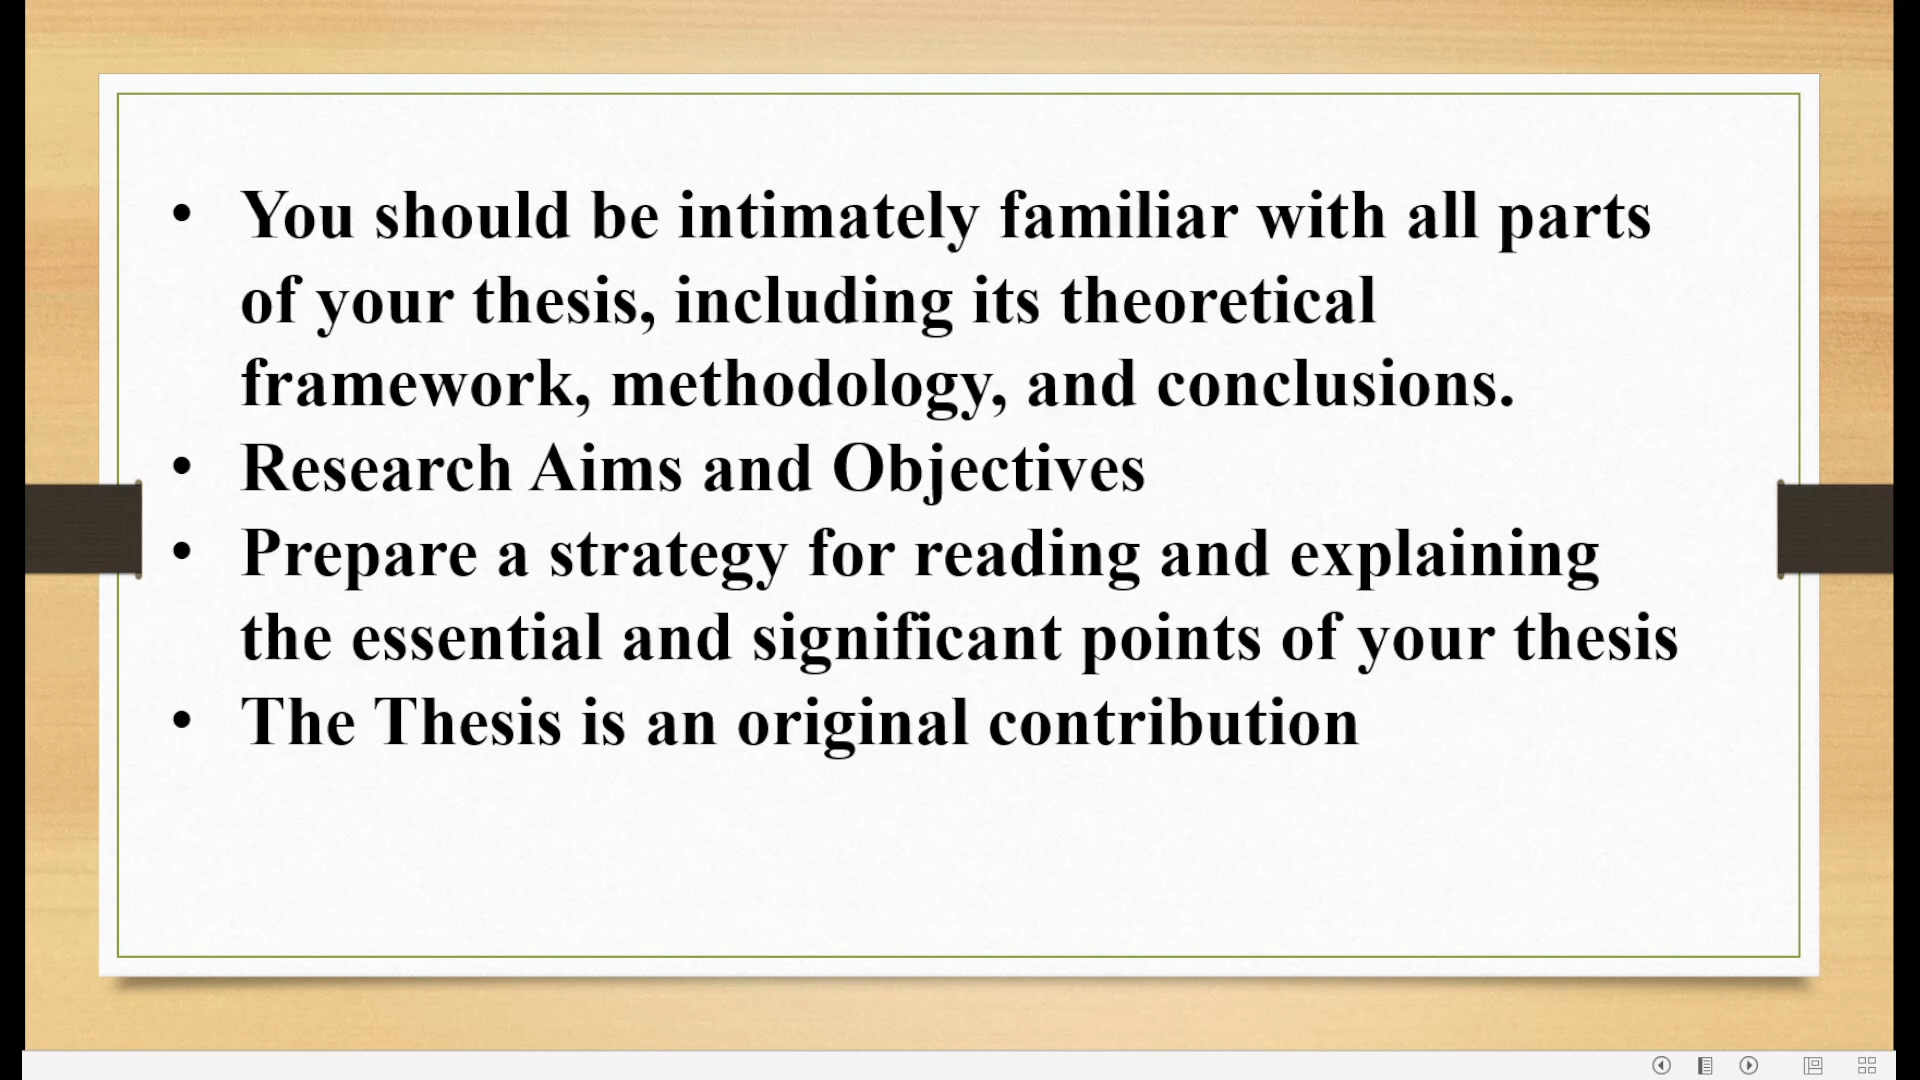 • You should be intimately familiar with all parts
of your thesis, including its theoretical
framework, methodology, and conclusions.
• Research Aims and Objectives
• Prepare a strategy for reading and explaining
the essential and significant points of your thesis
• The Thesis is an original contribution